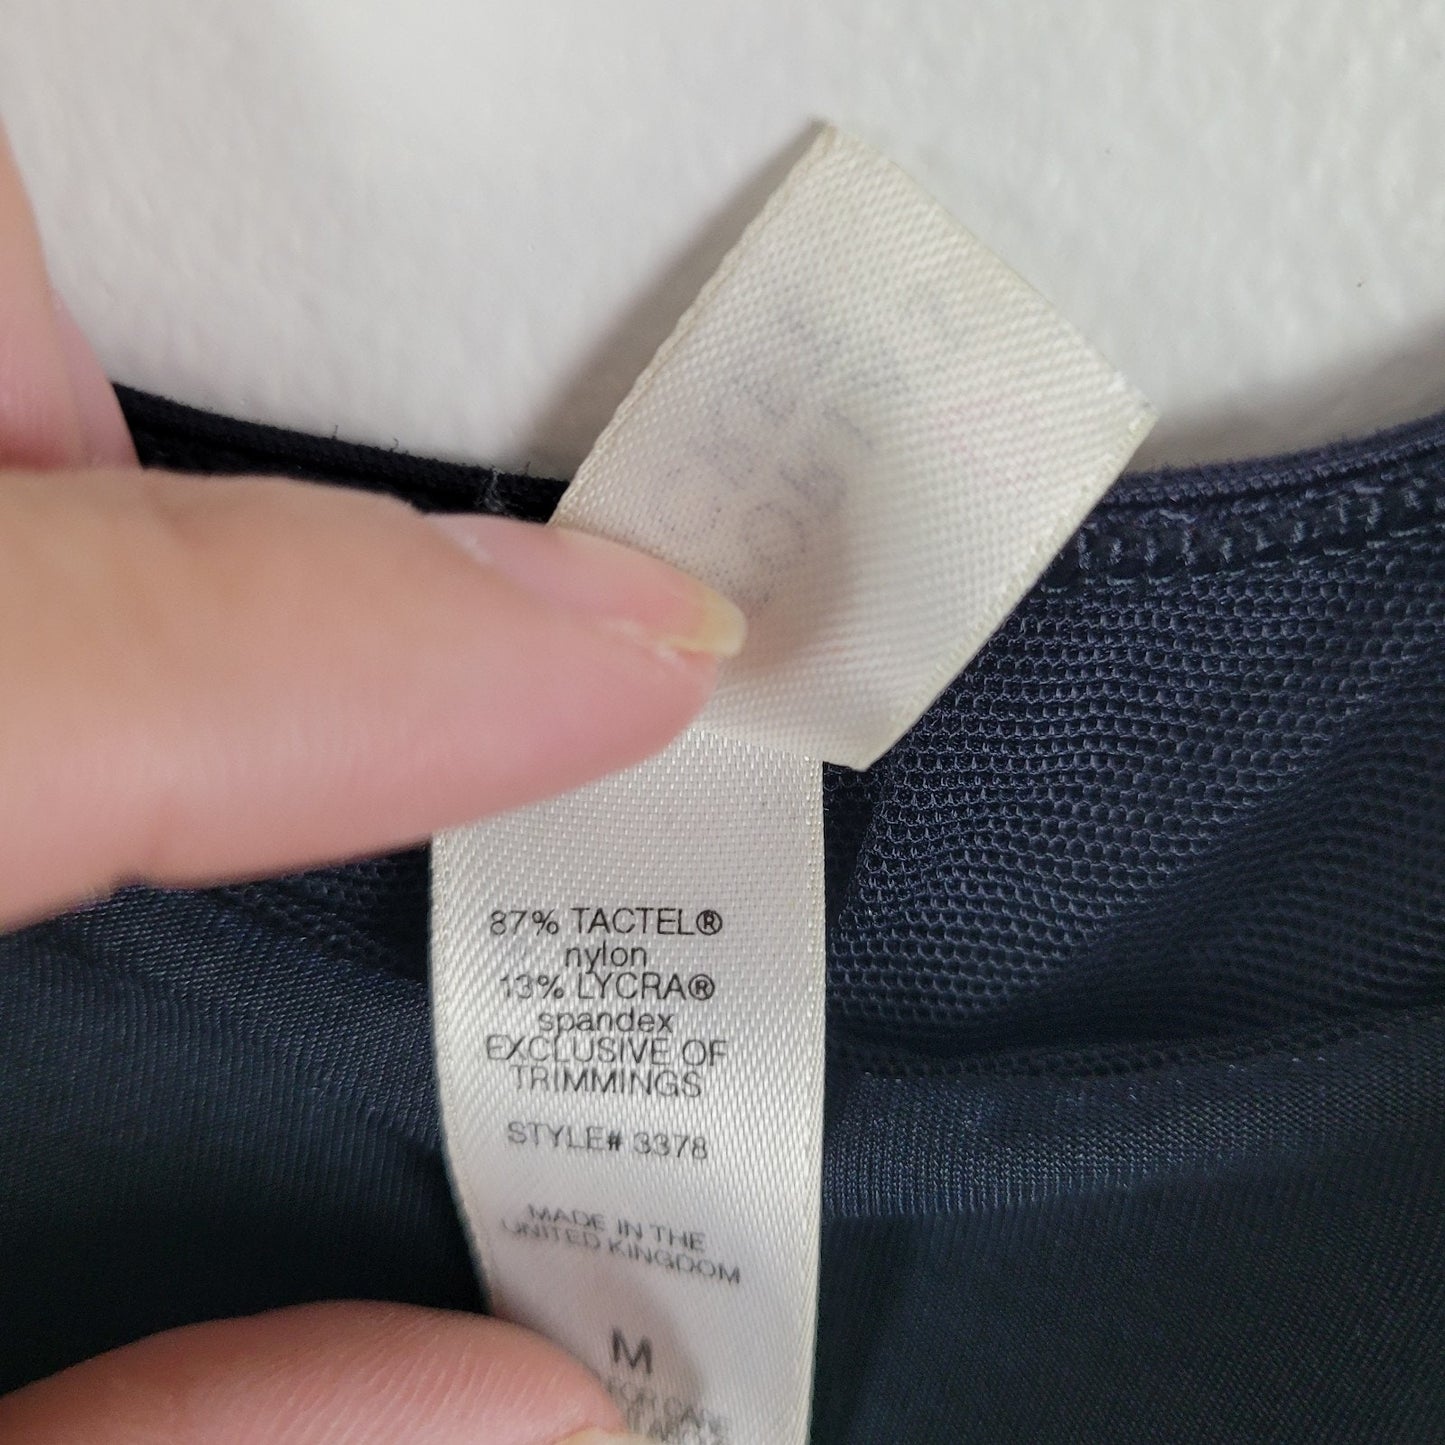 87% TACTEL®
nylon
13% LYCRA®
spandex
EXCLUSIVE OF
TRIMMINGS
STYLE# 3378
MADE IN THE
UNITED KINGDOM
M